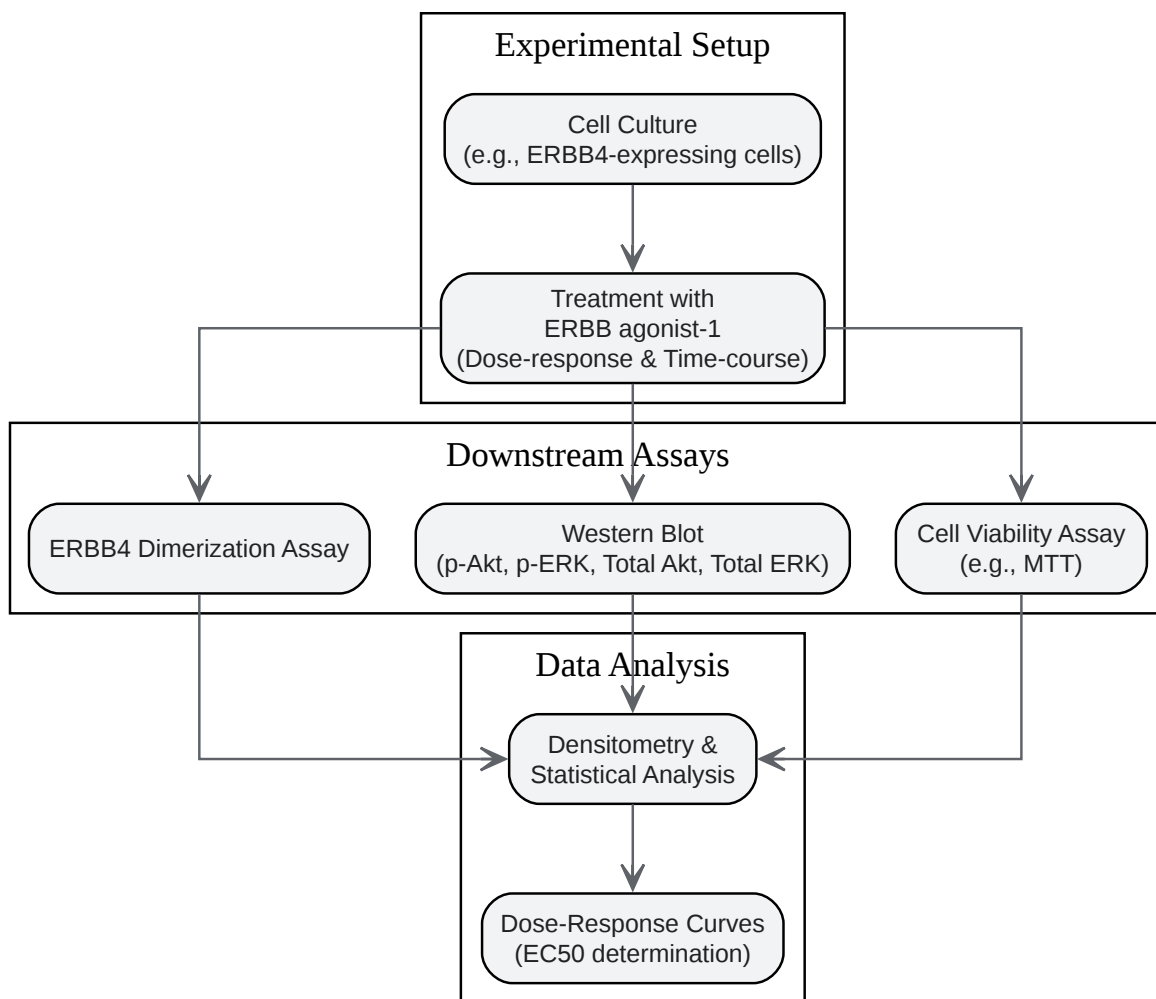 Experimental Setup
Cell Culture
(e.g., ERBB4-expressing cells)
Treatment with
ERBB agonist-1
(Dose-response & Time-course)
Downstream Assays
ERBB4 Dimerization Assay
Western Blot
(p-Akt, p-ERK, Total Akt, Total ERK)
Cell Viability Assay
(e.g., MTT)
Data Analysis
Densitometry &
Statistical Analysis
Dose-Response Curves
(EC50 determination)